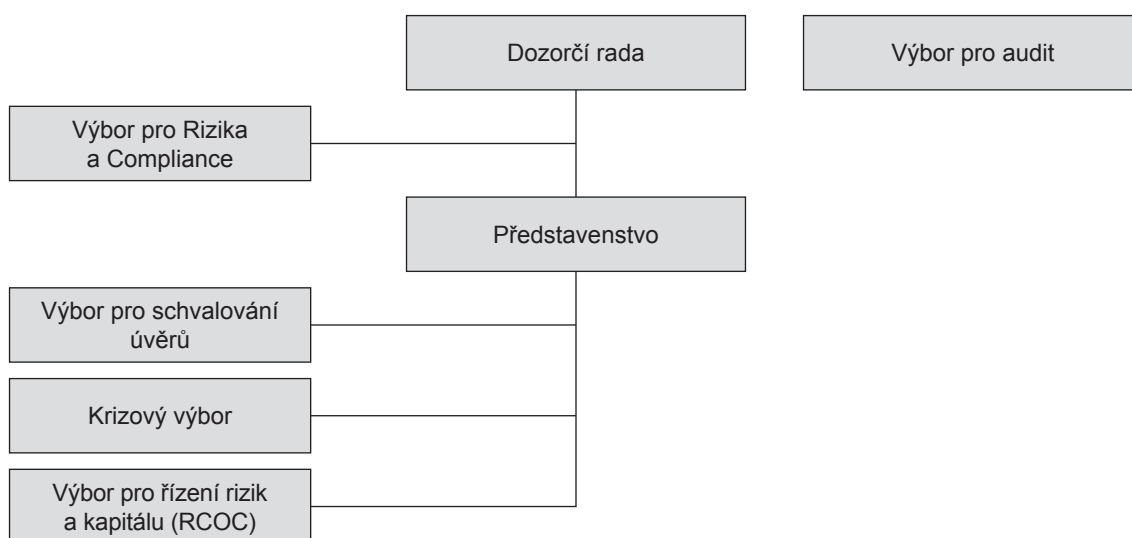 Dozorčí rada
Výbor pro audit
Výbor pro Rizika
a Compliance
Představenstvo
Výbor pro schvalování
úvěrů
Krizový výbor
Výbor pro řízení rizik
a kapitálu (RCOC)